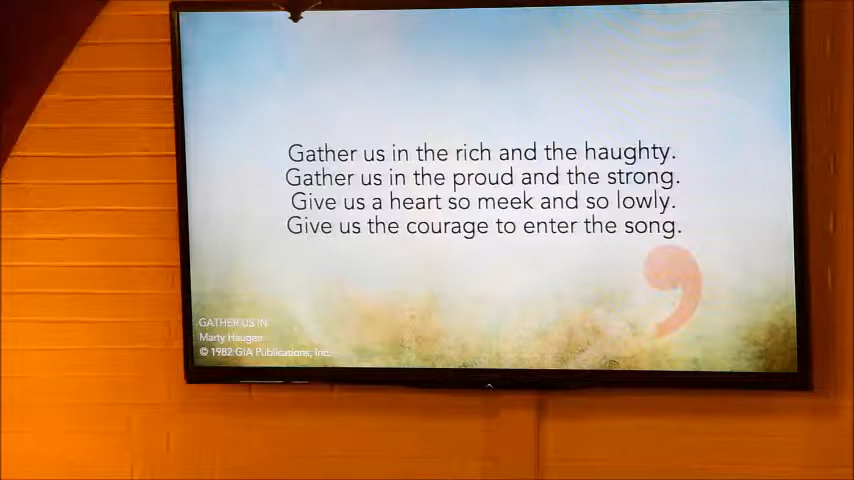 Gather us in the rich and the haughty.
Gather us in the proud and the strong.
Give us a heart so meek and so lowly.
Give us the courage to enter the song.
GATHER US IN
Marty Haugen
© 1982 GIA Publications, Inc.